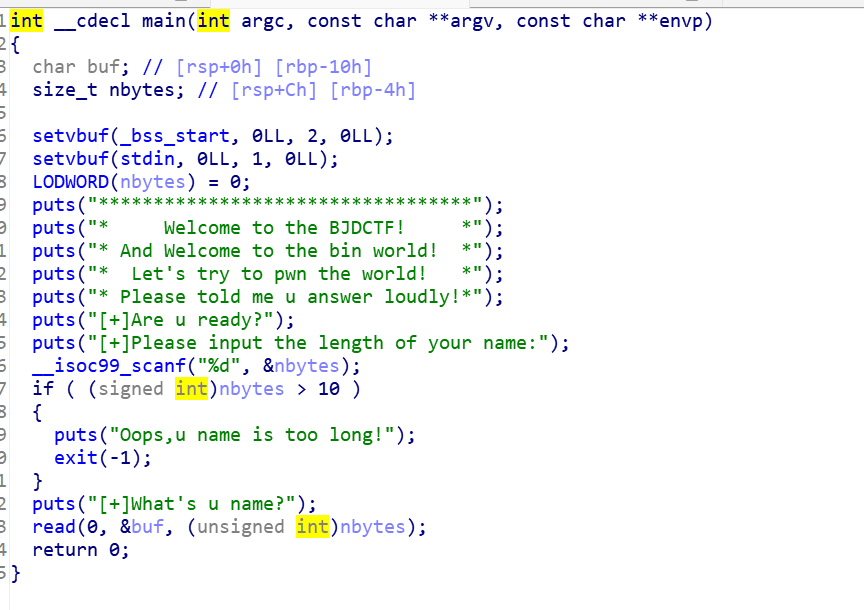 1 int __cdecl main(int argc, const char **argv, const char **envp)
2 {
3   char buf; // [rsp+0h] [rbp-10h]
4   size_t nbytes; // [rsp+Ch] [rbp-4h]
5
6   setvbuf(_bss_start, 0LL, 2, 0LL);
7   setvbuf(stdin, 0LL, 1, 0LL);
8   LODWORD(nbytes) = 0;
9   puts("**********************************");
0   puts("*     Welcome to the BJDCTF!     *");
1   puts("* And Welcome to the bin world!  *");
2   puts("*  Let's try to pwn the world!   *");
3   puts("* Please told me u answer loudly!*");
4   puts("[+]Are u ready?");
5   puts("[+]Please input the length of your name:");
6   __isoc99_scanf("%d", &nbytes);
7   if ( (signed int)nbytes > 10 )
8   {
9     puts("Oops,u name is too long!");
0     exit(-1);
1   }
2   puts("[+]What's u name?");
3   read(0, &buf, (unsigned int)nbytes);
4   return 0;
5 }